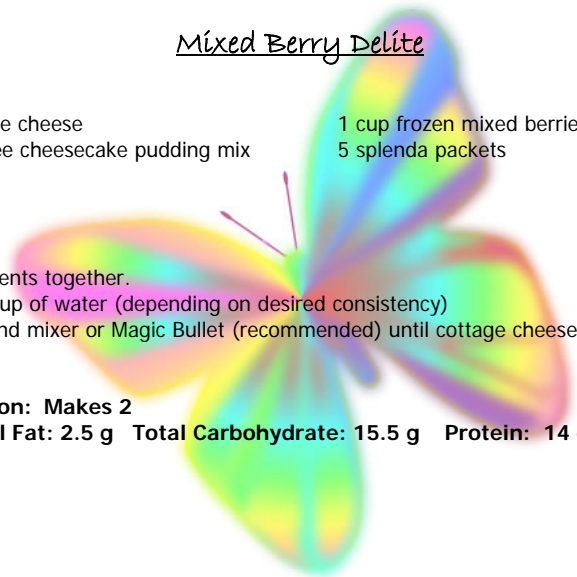 Mixed Berry Delite
e cheese 1 cup frozen mixed berrie
ee cheesecake pudding mix 5 splenda packets
ents together.
up of water (depending on desired consistency)
nd mixer or Magic Bullet (recommended) until cottage cheese
on: Makes 2
l Fat: 2.5 g Total Carbohydrate: 15.5 g Protein: 14